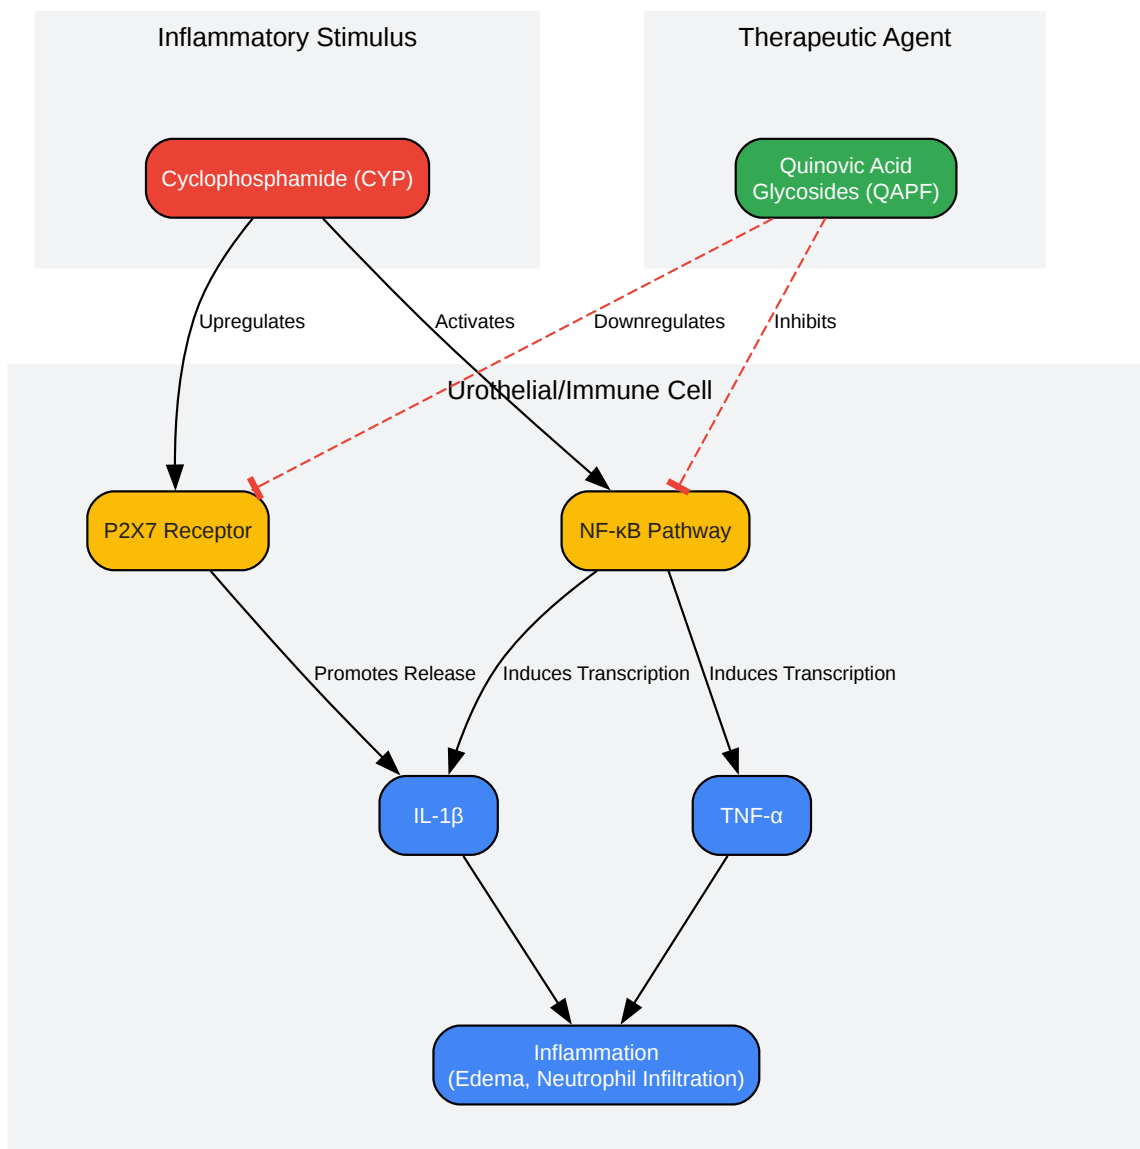 Inflammatory Stimulus
Therapeutic Agent
Cyclophosphamide (CYP)
Quinovic Acid
Glycosides (QAPF)
Upregulates
Activates
Downregulates
Inhibits
Urothelial/Immune Cell
P2X7 Receptor
NF-κB Pathway
Promotes Release
Induces Transcription
Induces Transcription
IL-1β
TNF-α
Inflammation
(Edema, Neutrophil Infiltration)